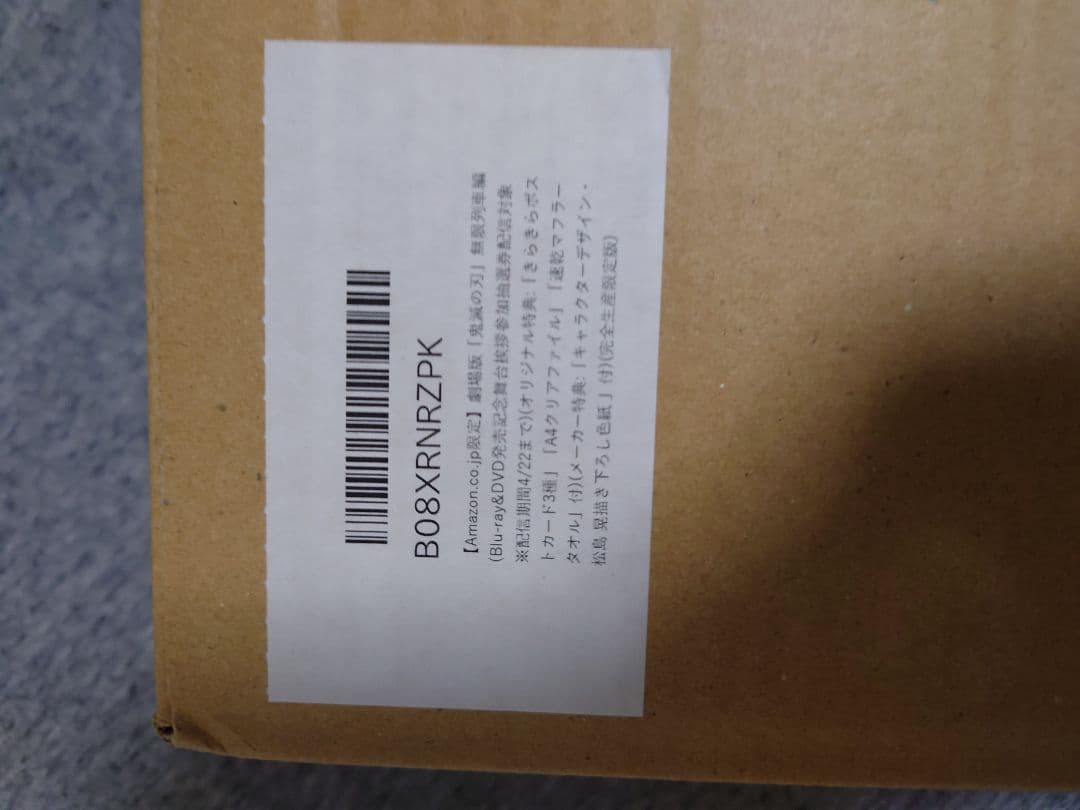 B08XRNRZPK
【Amazon.co.jp限定】劇場版「鬼滅の刃」無限列車編
(Blu-ray&DVD発売記念舞台挨拶参加抽選券配信対象
※配信期間4/22まで)(オリジナル特典:「きらきらポス
トカード3種」「A4クリアファイル」「速乾マフラー
タオル」付)(メーカー特典:「キャラクターデザイン・
松島 晃描き下ろし色紙」付)(完全生産限定版)